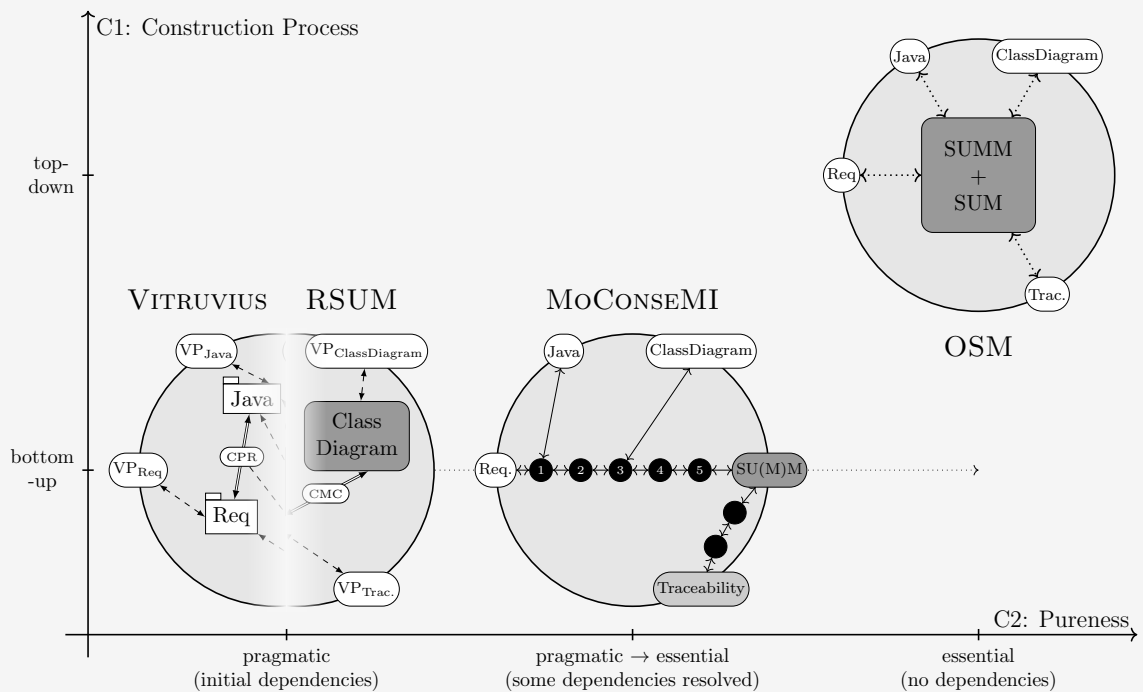 C1: Construction Process
Java
ClassDiagram
SUMM
+
SUM
Req
Trac.
OSM
top-
down
VITRUVIUS
RSUM
MOCONSEMI
VPJava
VPClassDiagram
Java
Class
Diagram
CPR
VPReq
CMC
Req
VPTrac.
Java
ClassDiagram
Req.
1
2
3
4
5
SU(M)M
Traceability
bottom
-up
C2: Pureness
pragmatic
(initial dependencies)
pragmatic → essential
(some dependencies resolved)
essential
(no dependencies)